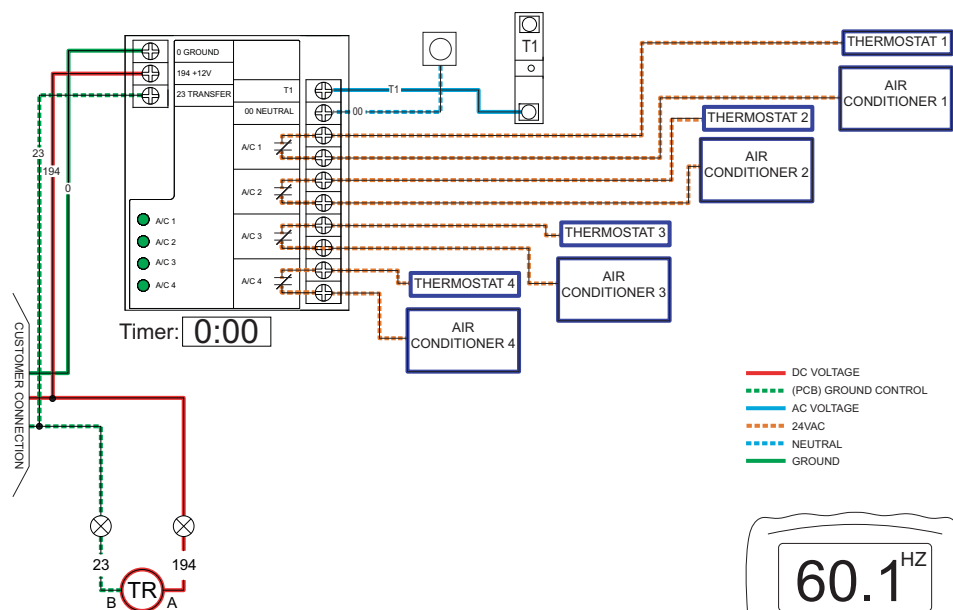 0 GROUND
194 +12V
23 TRANSFER
T1
00 NEUTRAL
A/C 1
A/C 2
A/C 3
A/C 4
A/C 1
A/C 2
A/C 3
A/C 4
T1
00
T1
THERMOSTAT 1
AIR
CONDITIONER 1
THERMOSTAT 2
AIR
CONDITIONER 2
THERMOSTAT 3
AIR
CONDITIONER 3
THERMOSTAT 4
AIR
CONDITIONER 4
23
194
0
Timer: 0:00
CUSTOMER CONNECTION
DC VOLTAGE
(PCB) GROUND CONTROL
AC VOLTAGE
24VAC
NEUTRAL
GROUND
23
194
B
TR
A
60.1 HZ